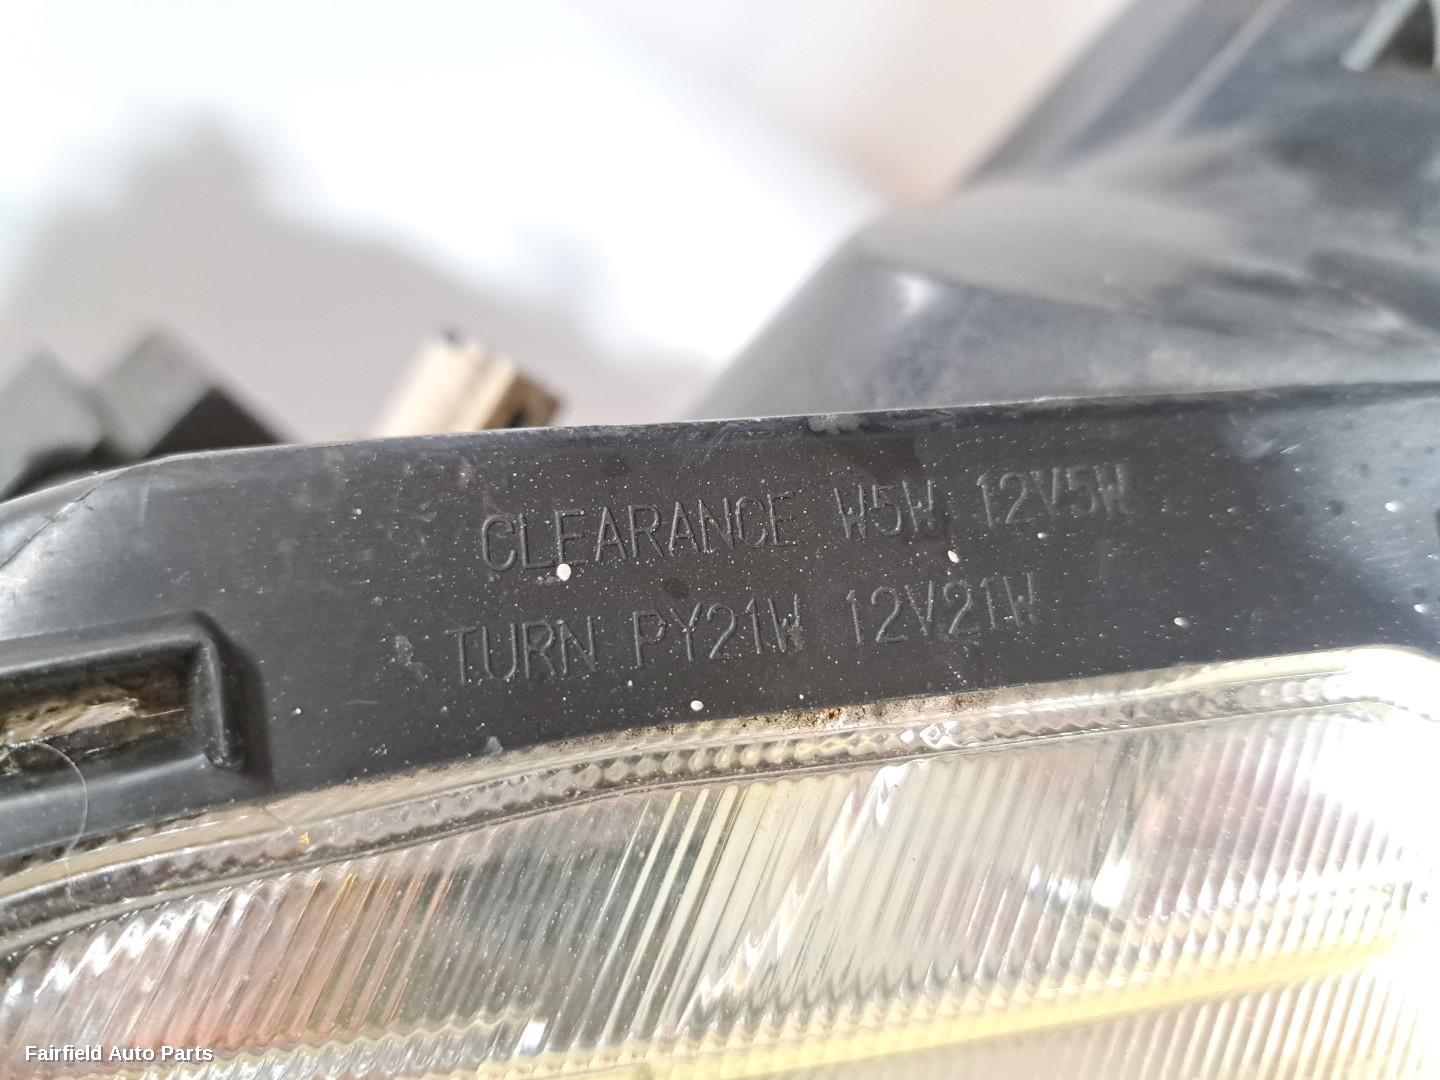 CLEARANCE W5W 12V5W
TURN PY21W 12V21W
Fairfield Auto Parts